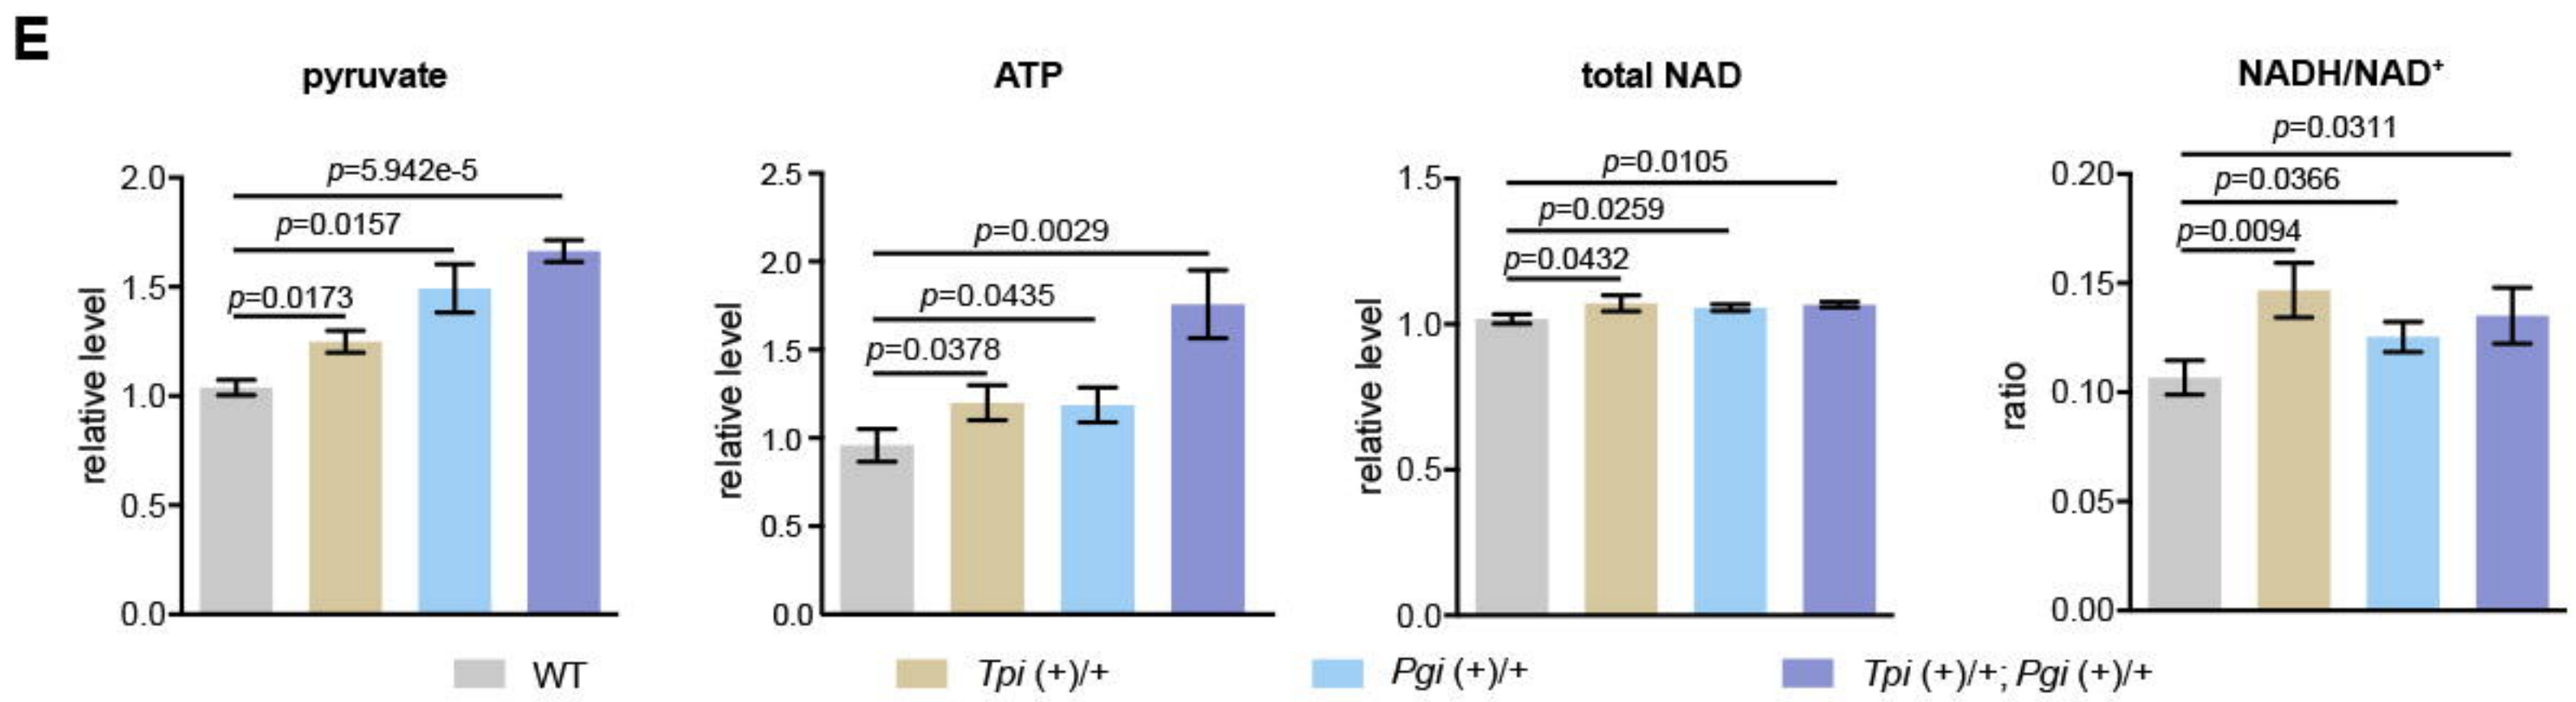 E
pyruvate
relative level
2.0
1.5
1.0
0.5
0.0
p=5.942e-5
p=0.0157
p=0.0173
ATP
relative level
2.5
2.0
1.5
1.0
0.5
0.0
p=0.0029
p=0.0435
p=0.0378
total NAD
relative level
1.5
1.0
0.5
0.0
p=0.0105
p=0.0259
p=0.0432
NADH/NAD⁺
ratio
0.20
0.15
0.10
0.05
0.00
p=0.0311
p=0.0366
p=0.0094
WT
Tpi (+)/+
Pgi (+)/+
Tpi (+)/+; Pgi (+)/+